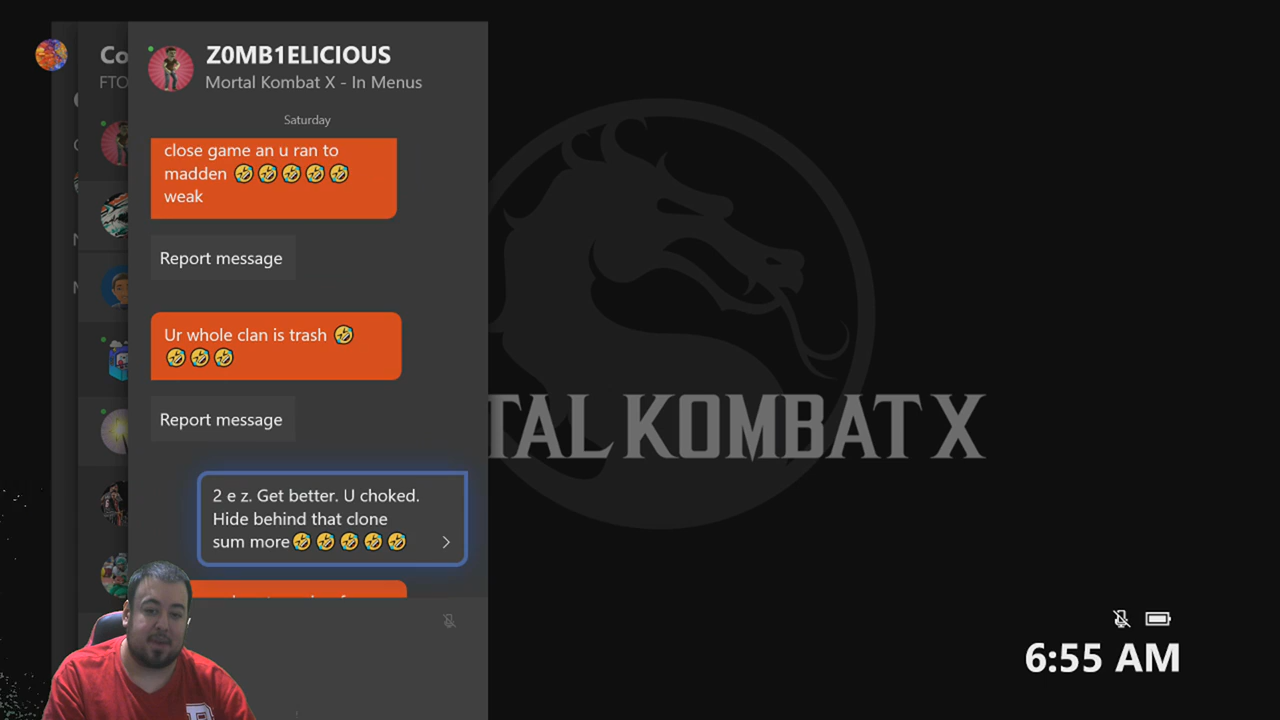 Co
FTO
Z0MB1ELICIOUS
Mortal Kombat X - In Menus
Saturday
close game an u ran to
madden 🤣🤣🤣🤣🤣
weak
Report message
Ur whole clan is trash 🤣
🤣🤣🤣
Report message
2 e z. Get better. U choked.
Hide behind that clone
sum more🤣🤣🤣🤣🤣
TAL KOMBAT X
6:55 AM